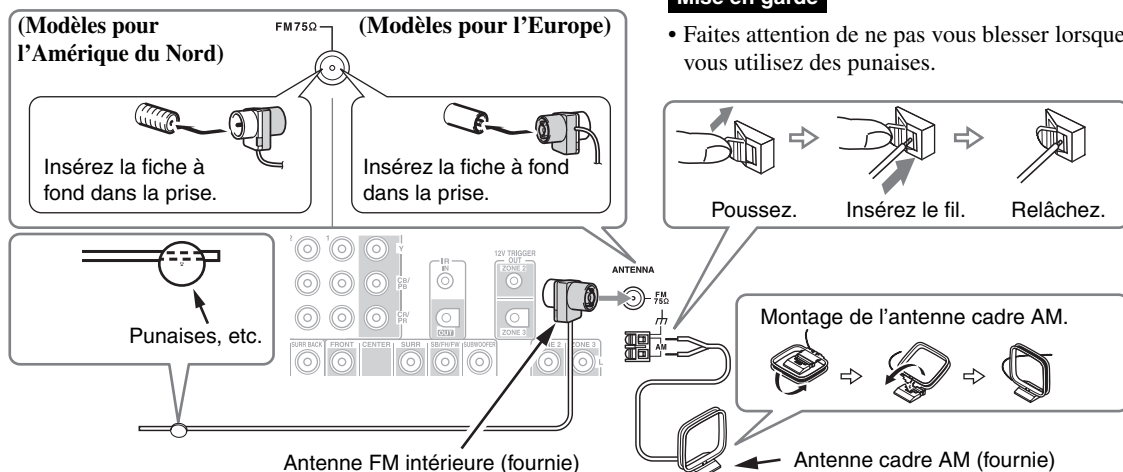 (Modèles pour
l'Amérique du Nord)
FM75Ω
(Modèles pour l'Europe)
Insérez la fiche à
fond dans la prise.
Insérez la fiche à fond
dans la prise.
Mise en garde
• Faites attention de ne pas vous blesser lorsque
vous utilisez des punaises.
Poussez.
Insérez le fil.
Relâchez.
Punaises, etc.
Y
CB/
PB
CR/
PR
IR
IN
OUT
12V TRIGGER
OUT
ZONE 2
ZONE 3
ANTENNA
FM
75Ω
AM
SURR BACK
FRONT
CENTER
SURR
SB/FH/FW
SUBWOOFER
ZONE 3
L
Montage de l'antenne cadre AM.
Antenne FM intérieure (fournie)
Antenne cadre AM (fournie)